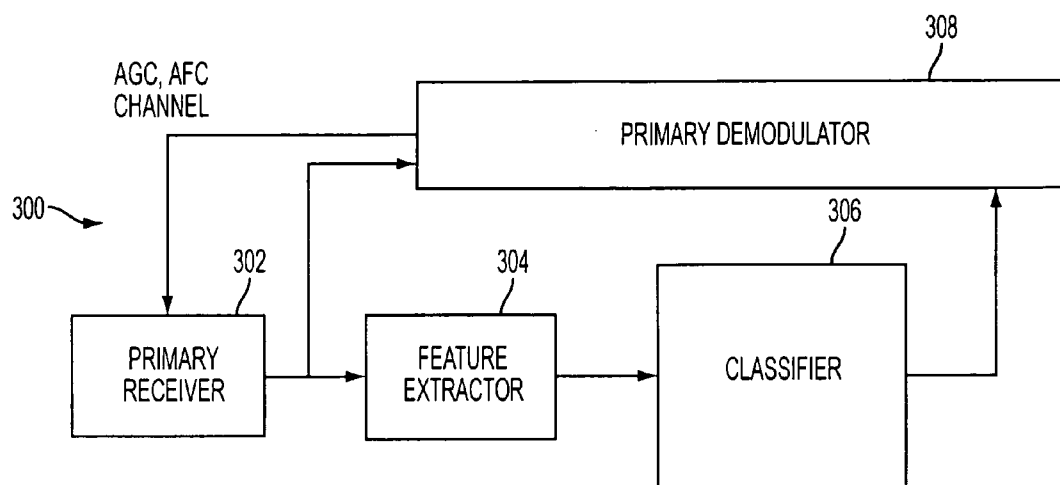 308
AGC, AFC
CHANNEL
PRIMARY DEMODULATOR
300
306
302
304
PRIMARY
RECEIVER
FEATURE
EXTRACTOR
CLASSIFIER